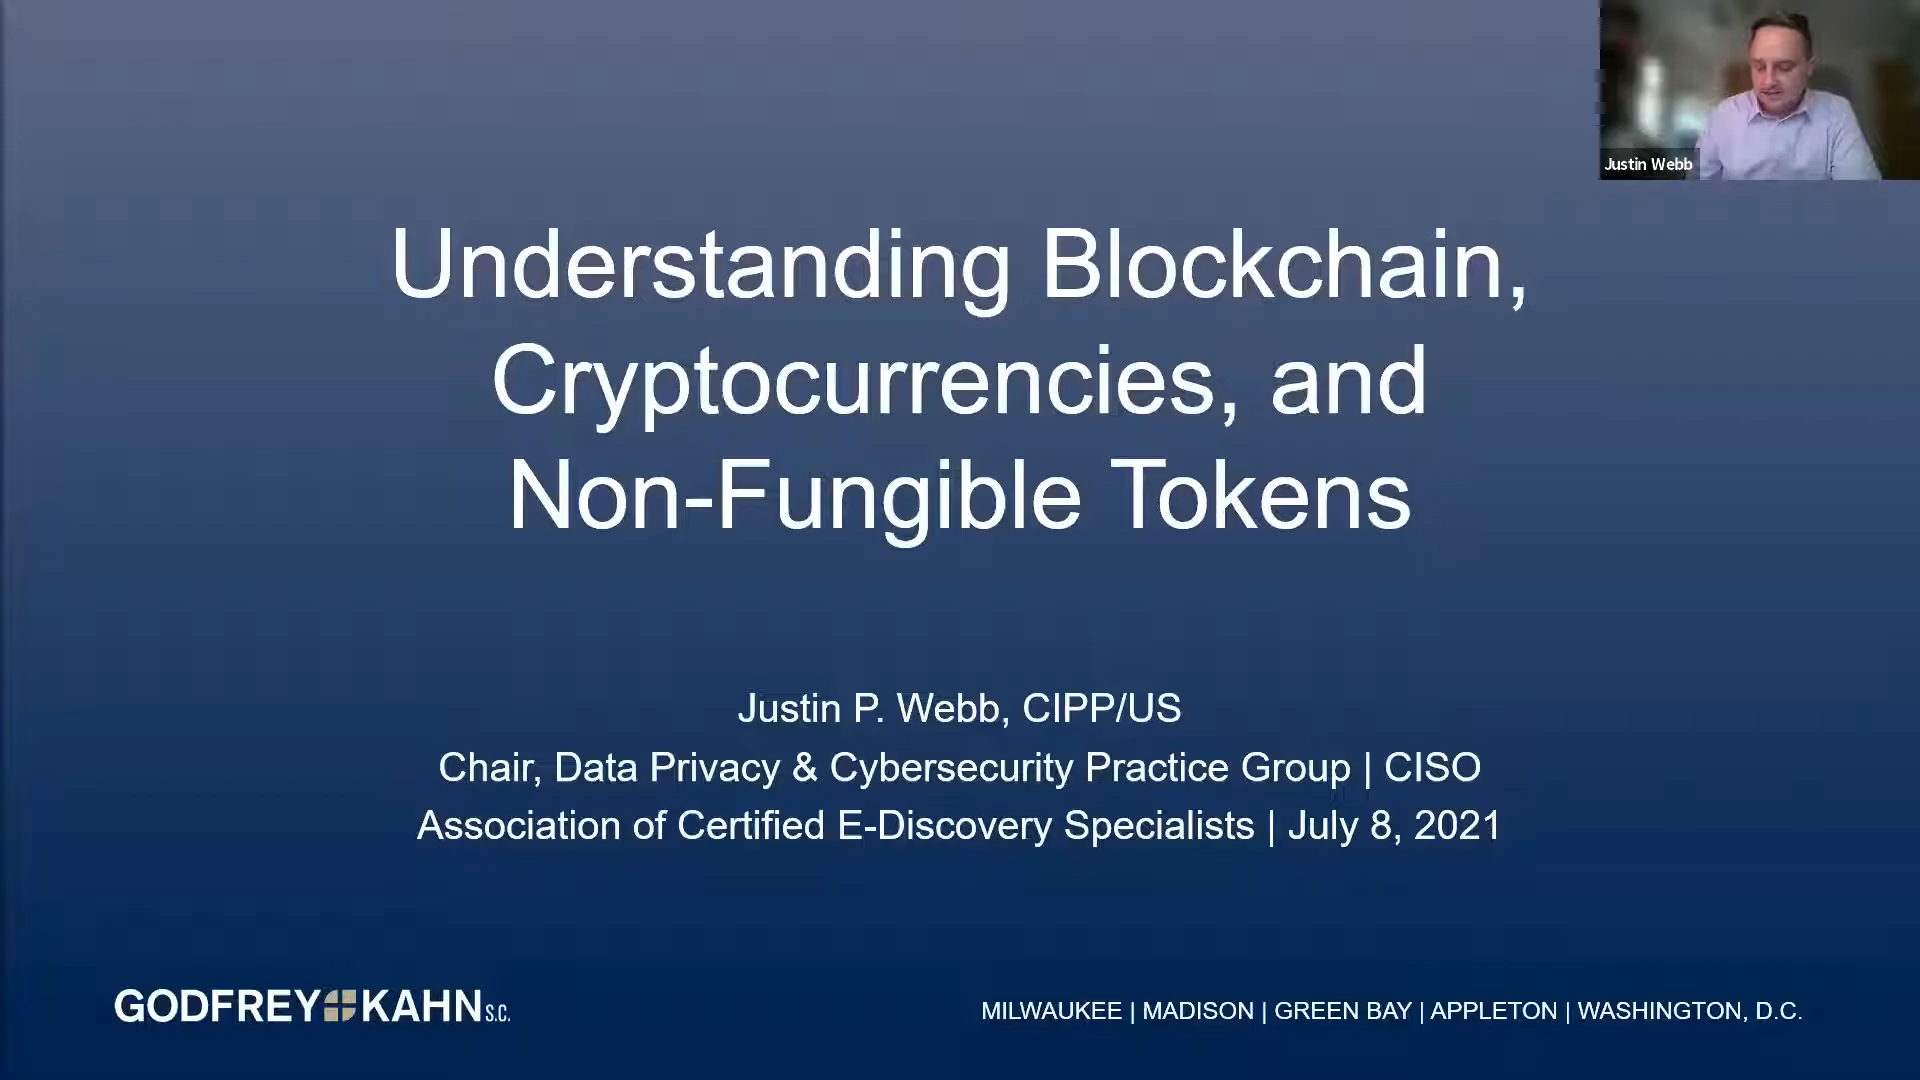 Justin Webb
Understanding Blockchain,
Cryptocurrencies, and
Non-Fungible Tokens
Justin P. Webb, CIPP/US
Chair, Data Privacy & Cybersecurity Practice Group | CISO
Association of Certified E-Discovery Specialists | July 8, 2021
GODFREY KAHN S.C.
MILWAUKEE | MADISON | GREEN BAY | APPLETON | WASHINGTON, D.C.